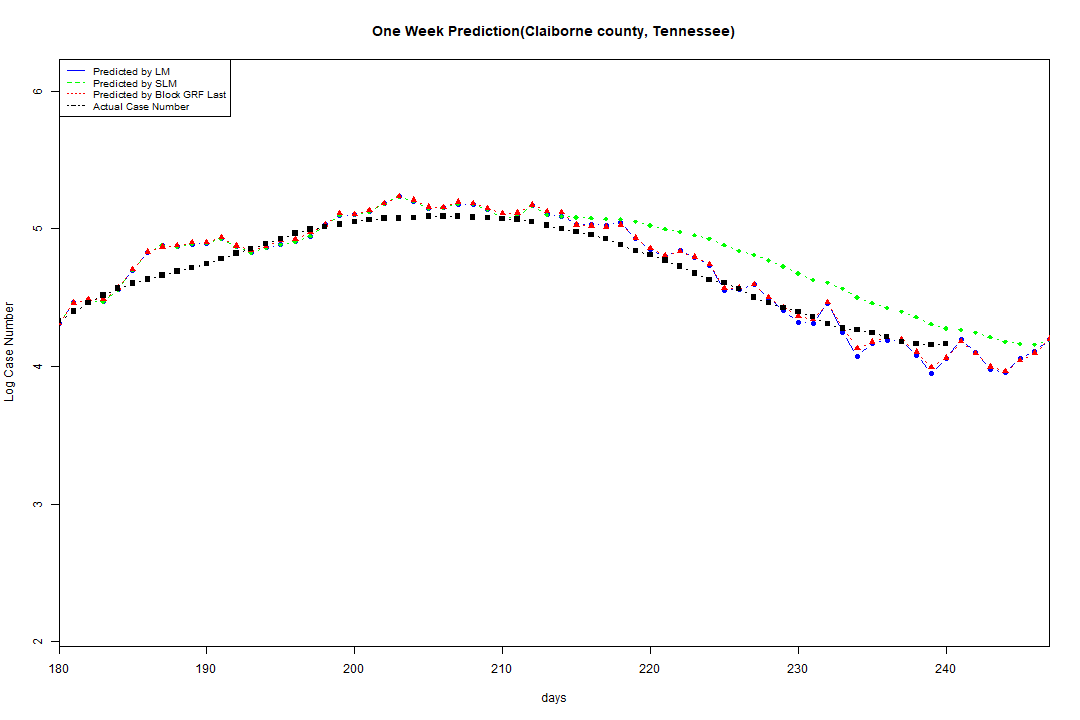 One Week Prediction(Claiborne county, Tennessee)
Predicted by LM
Predicted by SLM
Predicted by Block GRF Last
Actual Case Number
6
5
4
3
2
Log Case Number
180 190 200 210 220 230 240
days